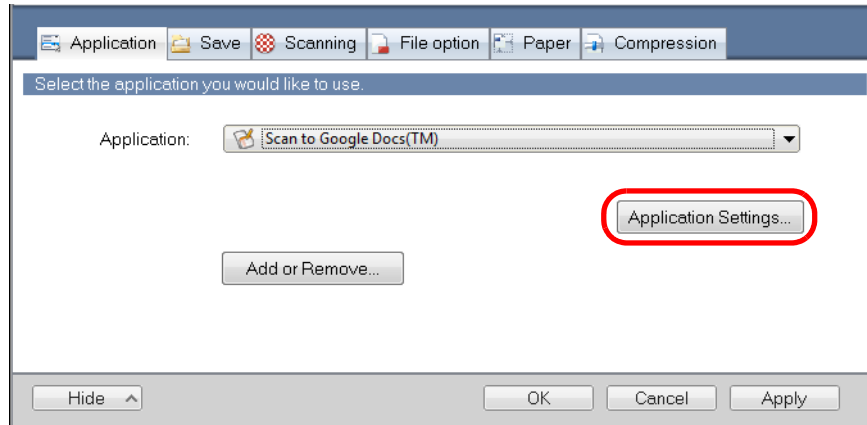 Application Save Scanning File option Paper Compression
Select the application you would like to use.
Application: Scan to Google Docs(TM)
Application Settings...
Add or Remove...
Hide OK Cancel Apply